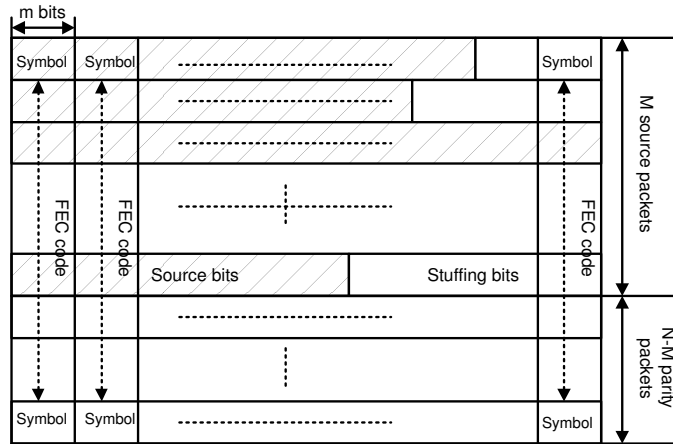 m bits
Symbol Symbol Symbol
M source packets
FEC code FEC code FEC code
Source bits Stuffing bits
N-M parity
packets
Symbol Symbol Symbol